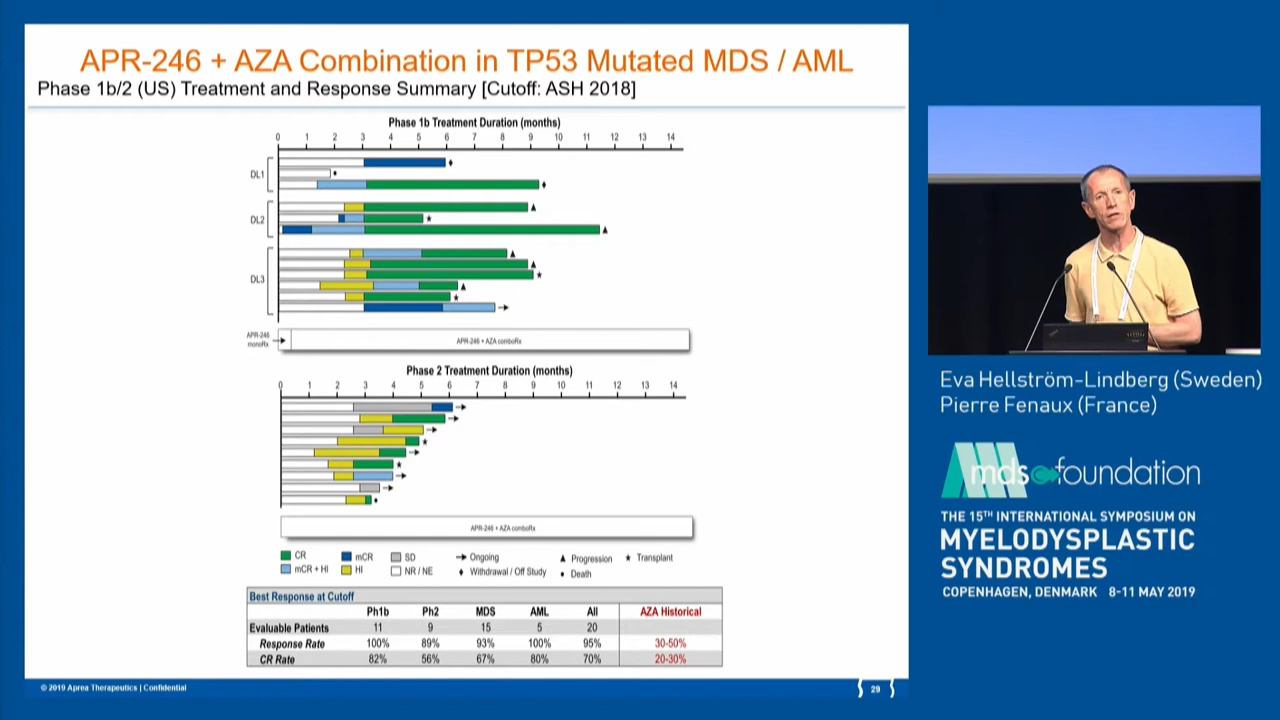 APR-246 + AZA Combination in TP53 Mutated MDS / AML
Phase 1b/2 (US) Treatment and Response Summary [Cutoff: ASH 2018]
Phase 1b Treatment Duration (months)
0 1 2 3 4 5 6 7 8 9 10 11 12 13 14
DL1
DL2
DL3
APR-246 monoRx
APR-246 + AZA comboRx
Phase 2 Treatment Duration (months)
0 1 2 3 4 5 6 7 8 9 10 11 12 13 14
APR-246 + AZA comboRx
CR mCR SD Ongoing Progression Transplant
mCR + HI HI NR / NE Withdrawal / Off Study Death
Best Response at Cutoff
Ph1b Ph2 MDS AML All AZA Historical
Evaluable Patients 11 9 15 5 20
Response Rate 100% 89% 93% 100% 95% 30-50%
CR Rate 82% 56% 67% 80% 70% 20-30%
© 2019 Aprea Therapeutics | Confidential
29
Eva Hellström-Lindberg (Sweden)
Pierre Fenaux (France)
mds foundation
THE 15TH INTERNATIONAL SYMPOSIUM ON
MYELODYSPLASTIC
SYNDROMES
COPENHAGEN, DENMARK 8-11 MAY 2019